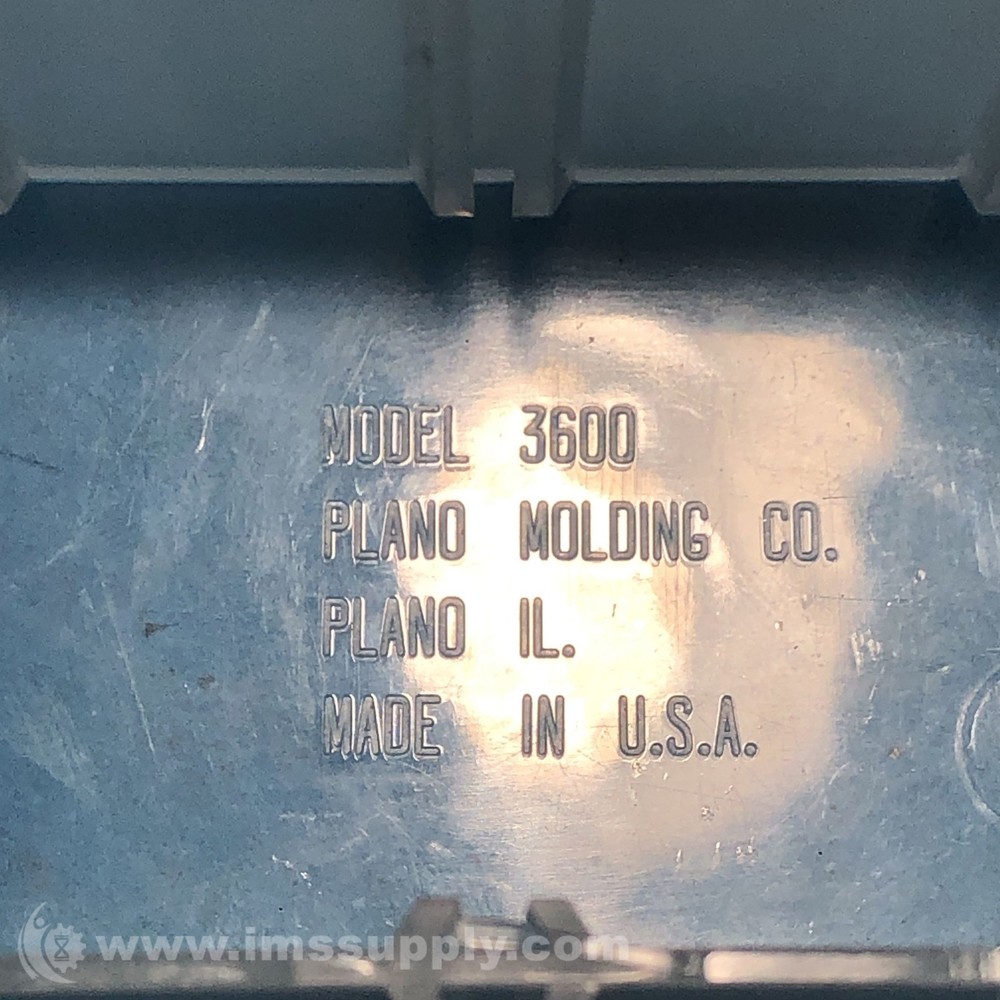 MODEL 3600
PLANO MOLDING CO.
PLANO IL.
MADE IN U.S.A.
www.imssupply.com